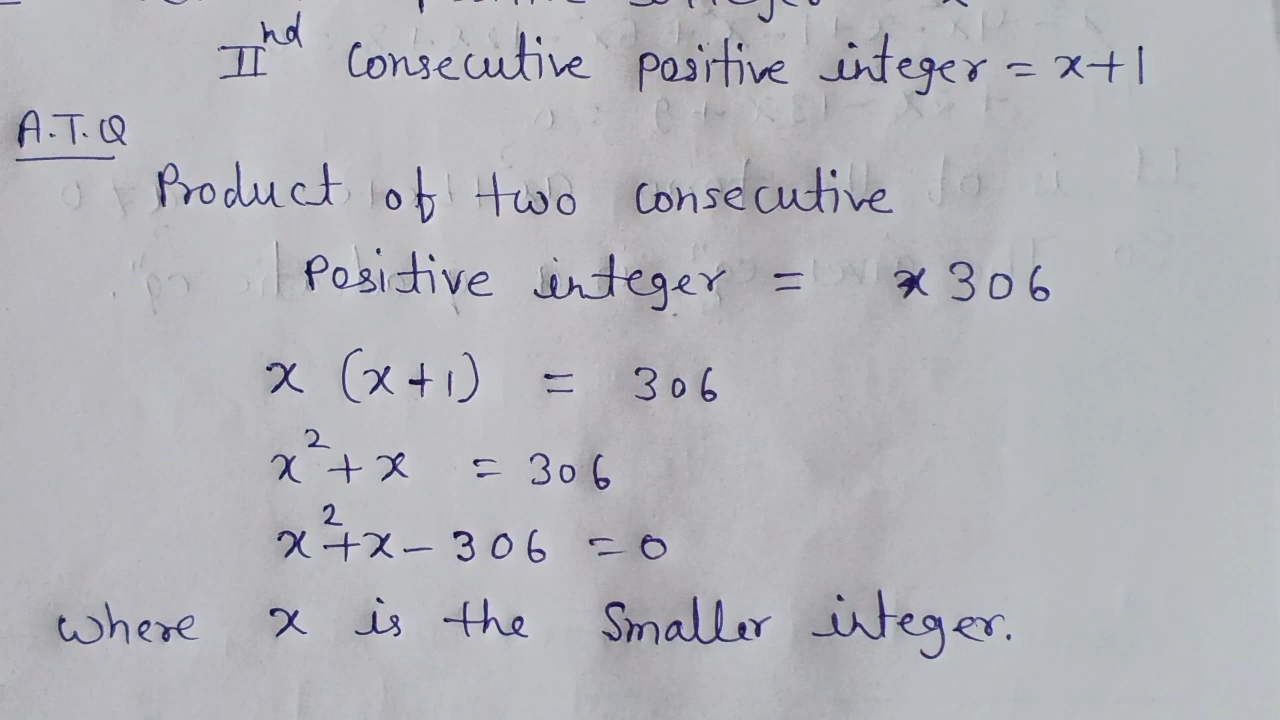 IInd Consecutive positive integer = x+1
A.T.Q
Product of two consecutive
Positive integer = 306
x (x+1) = 306
x²+x = 306
x²+x-306 = 0
where x is the smaller integer.